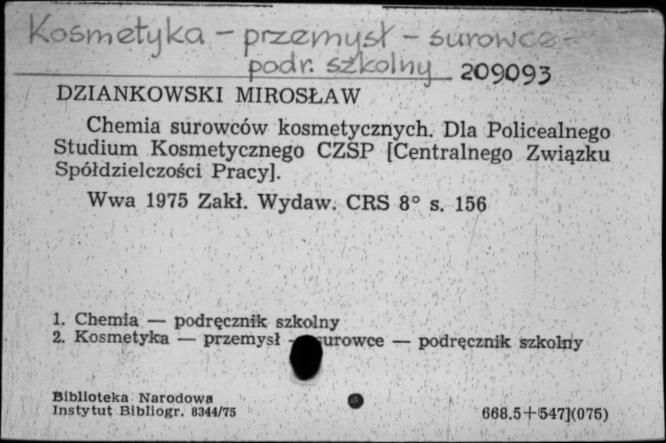 Kosmetyka - przemysł - surowce -
podr. szkolny 209093
DZIANKOWSKI MIROSŁAW
Chemia surowców kosmetycznych. Dla Policealnego
Studium Kosmetycznego CZSP [Centralnego Związku
Spółdzielczości Pracy].
Wwa 1975 Zakł. Wydaw. CRS 8° s. 156
1. Chemia — podręcznik szkolny
2. Kosmetyka — przemysł - surowce — podręcznik szkolny
Biblioteka Narodowa
Instytut Bibliogr. 8344/75
668.5+547](075)